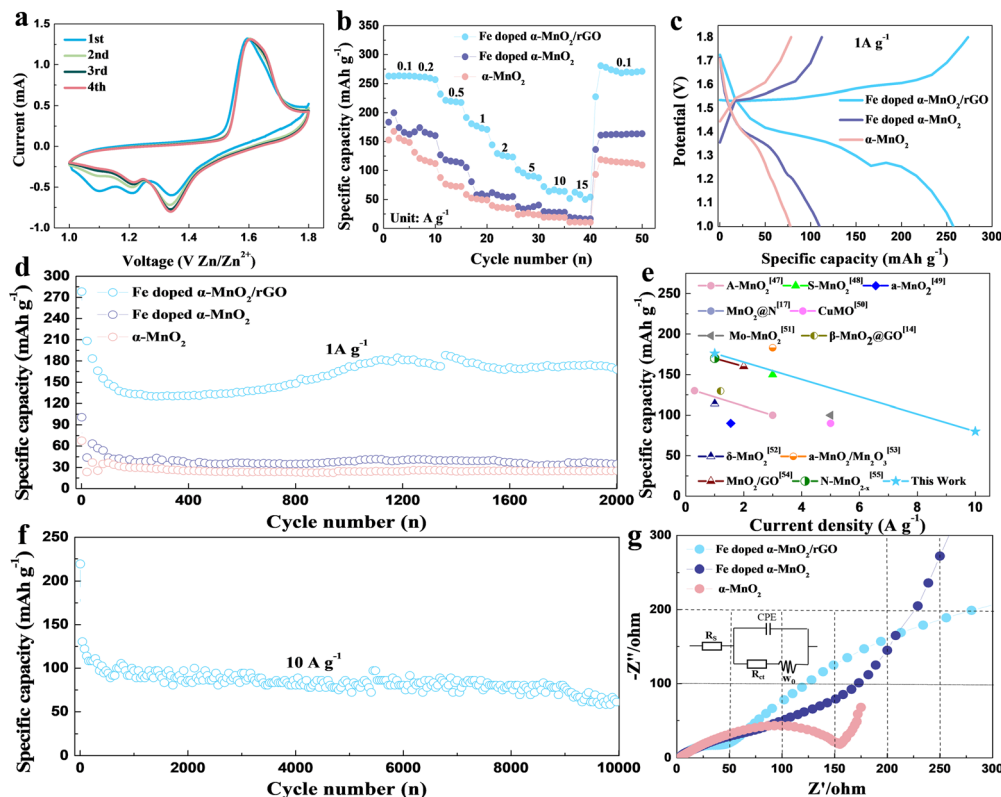 a
Current (mA)
1.5
1.0
0.5
0.0
-0.5
-1.0
1st
2nd
3rd
4th
1.0 1.2 1.4 1.6 1.8
Voltage (V Zn/Zn²⁺)
b
Specific capacity (mAh g⁻¹)
350
300
250
200
150
100
50
0
Fe doped α-MnO₂/rGO
Fe doped α-MnO₂
α-MnO₂
0.1 0.2 0.5 1 2 5 10 15 0.1
Unit: A g⁻¹
0 10 20 30 40 50
Cycle number (n)
c
Potential (V)
1.8
1.7
1.6
1.5
1.4
1.3
1.2
1.1
1.0
1A g⁻¹
Fe doped α-MnO₂/rGO
Fe doped α-MnO₂
α-MnO₂
0 50 100 150 200 250 300
Specific capacity (mAh g⁻¹)
d
Specific capacity (mAh g⁻¹)
300
270
240
210
180
150
120
90
60
30
0
Fe doped α-MnO₂/rGO
Fe doped α-MnO₂
α-MnO₂
1A g⁻¹
0 400 800 1200 1600 2000
Cycle number (n)
e
Specific capacity (mAh g⁻¹)
250
200
150
100
50
0
A-MnO₂[47] S-MnO₂[48] a-MnO₂[49]
MnO₂@N[17] CuMO[50]
Mo-MnO₂[51] β-MnO₂@GO[14]
δ-MnO₂[52] a-MnO₂/Mn₂O₃[53]
MnO₂/GO[54] N-MnO₂₋ₓ[55] This Work
0 2 4 6 8 10
Current density (A g⁻¹)
f
Specific capacity (mAh g⁻¹)
250
200
150
100
50
0
10 A g⁻¹
0 2000 4000 6000 8000 10000
Cycle number (n)
g
-Z''/ohm
300
200
100
0
Fe doped α-MnO₂/rGO
Fe doped α-MnO₂
α-MnO₂
CPE
Rs
Rct
W₀
0 50 100 150 200 250 300
Z'/ohm